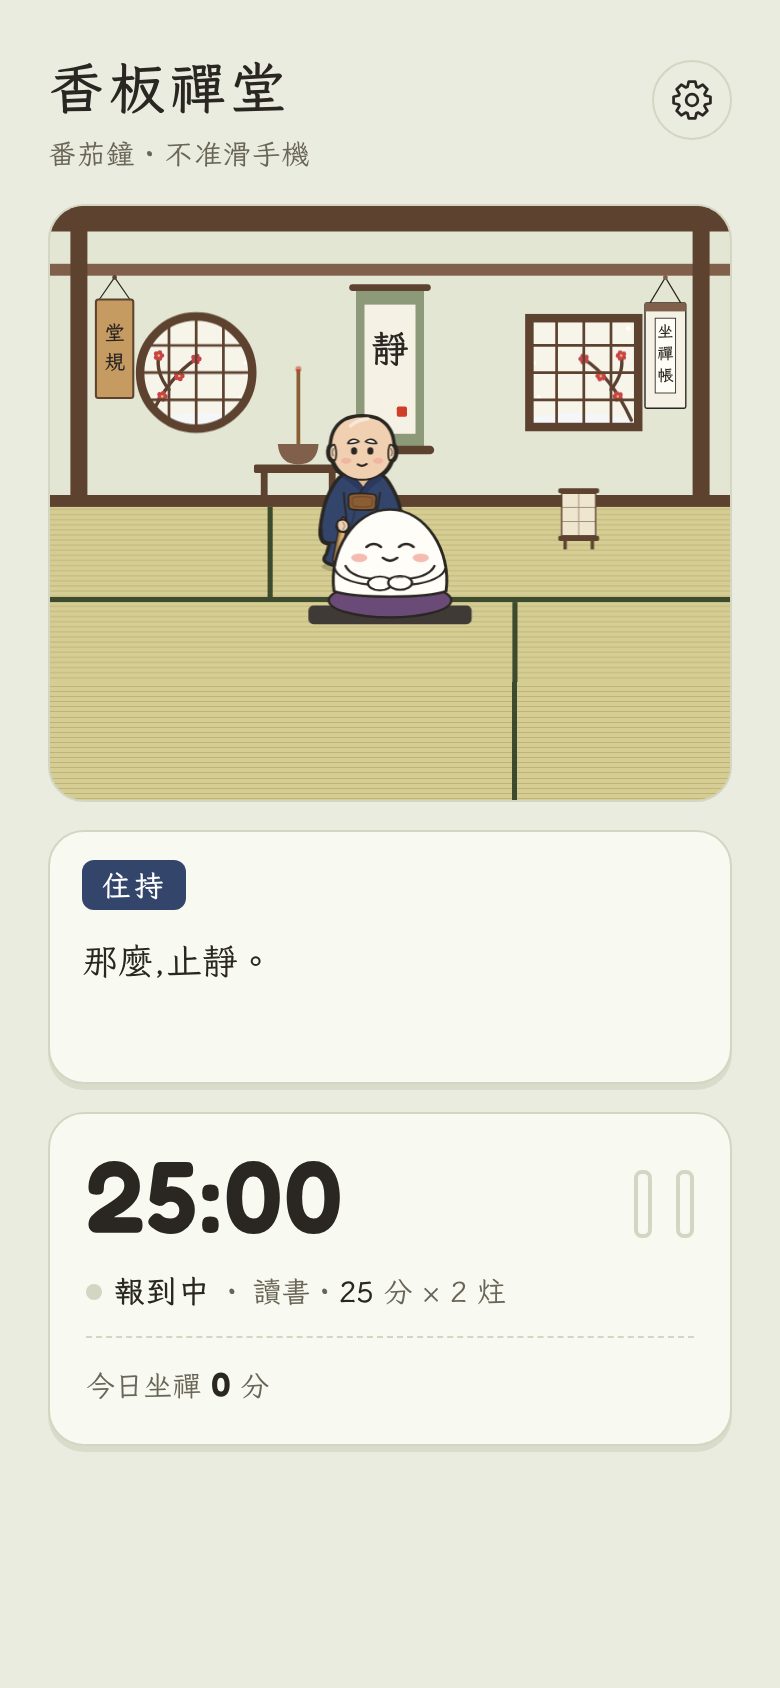 香板禪堂
番茄鐘・不准滑手機
堂規
靜
坐禪帳
住持
那麼,止靜。
25:00
報到中 · 讀書 · 25 分 × 2 炷
今日坐禪 0 分